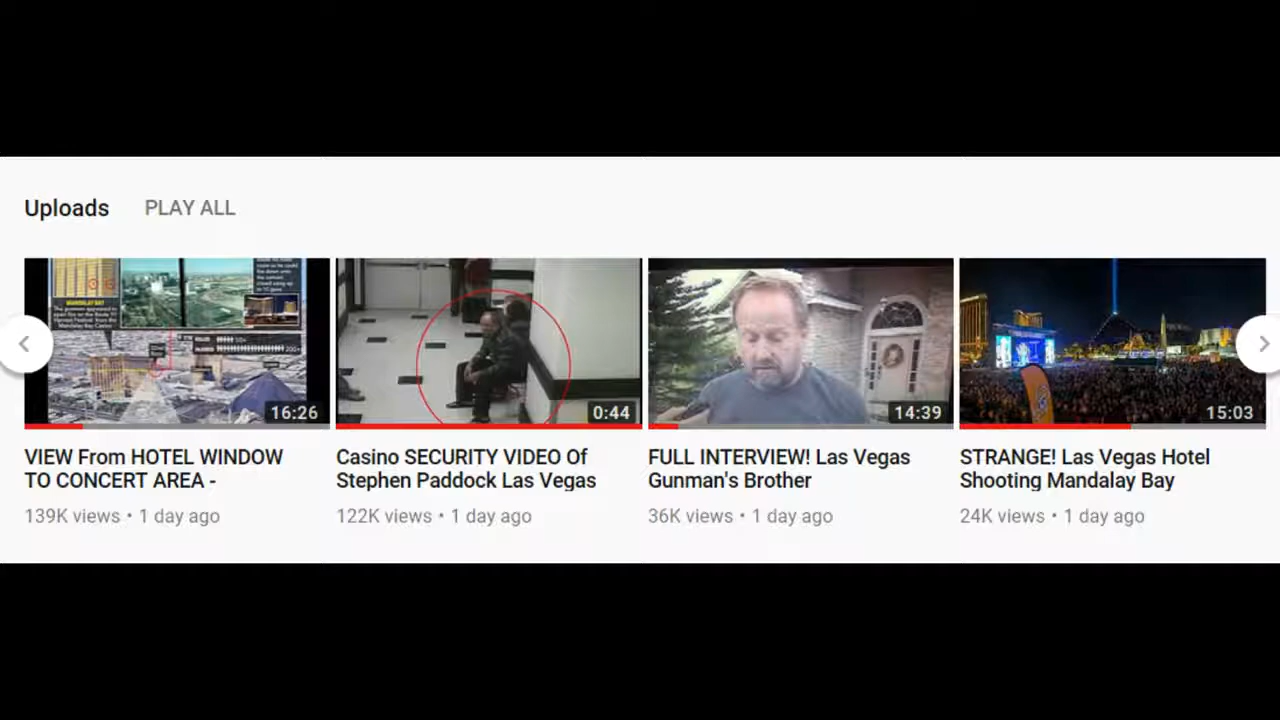 Uploads PLAY ALL
MANDALAY BAY
16:26
0:44
14:39
15:03
VIEW From HOTEL WINDOW
TO CONCERT AREA -
139K views • 1 day ago
Casino SECURITY VIDEO Of
Stephen Paddock Las Vegas
122K views • 1 day ago
FULL INTERVIEW! Las Vegas
Gunman's Brother
36K views • 1 day ago
STRANGE! Las Vegas Hotel
Shooting Mandalay Bay
24K views • 1 day ago